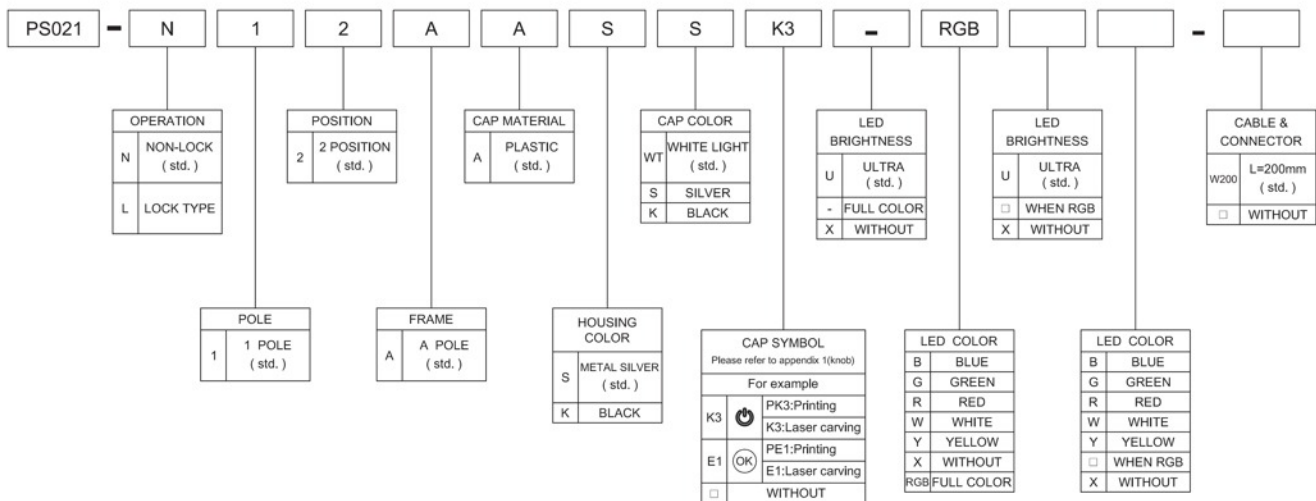 PS021 - N 1 2 A A S S K3 - RGB -
OPERATION
N NON-LOCK
( std. )
L LOCK TYPE
POSITION
2 2 POSITION
( std. )
CAP MATERIAL
A PLASTIC
( std. )
CAP COLOR
WT WHITE LIGHT
( std. )
S SILVER
K BLACK
LED
BRIGHTNESS
U ULTRA
( std. )
- FULL COLOR
X WITHOUT
LED
BRIGHTNESS
U ULTRA
( std. )
□ WHEN RGB
X WITHOUT
CABLE &
CONNECTOR
W200 L=200mm
( std. )
□ WITHOUT
POLE
1 1 POLE
( std. )
FRAME
A A POLE
( std. )
HOUSING
COLOR
S METAL SILVER
( std. )
K BLACK
CAP SYMBOL
Please refer to appendix 1(knob)
For example
K3 PK3:Printing
K3:Laser carving
E1 OK PE1:Printing
E1:Laser carving
□ WITHOUT
LED COLOR
B BLUE
G GREEN
R RED
W WHITE
Y YELLOW
X WITHOUT
RGB FULL COLOR
LED COLOR
B BLUE
G GREEN
R RED
W WHITE
Y YELLOW
□ WHEN RGB
X WITHOUT